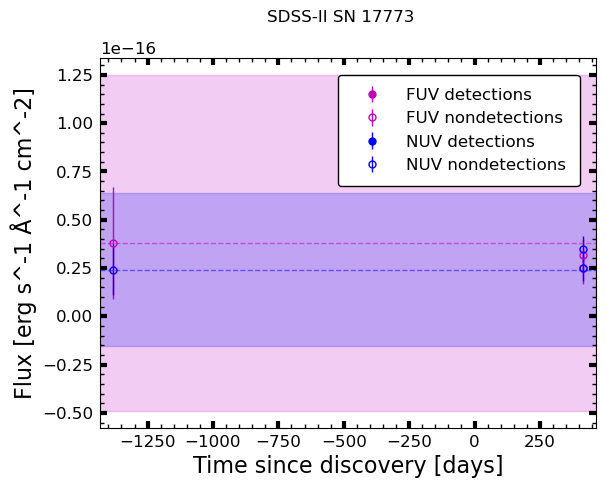 SDSS-II SN 17773
1e−16
1.25
1.00
0.75
0.50
0.25
0.00
−0.25
−0.50
Flux [erg s^-1 Å^-1 cm^-2]
FUV detections
FUV nondetections
NUV detections
NUV nondetections
−1250 −1000 −750 −500 −250 0 250
Time since discovery [days]